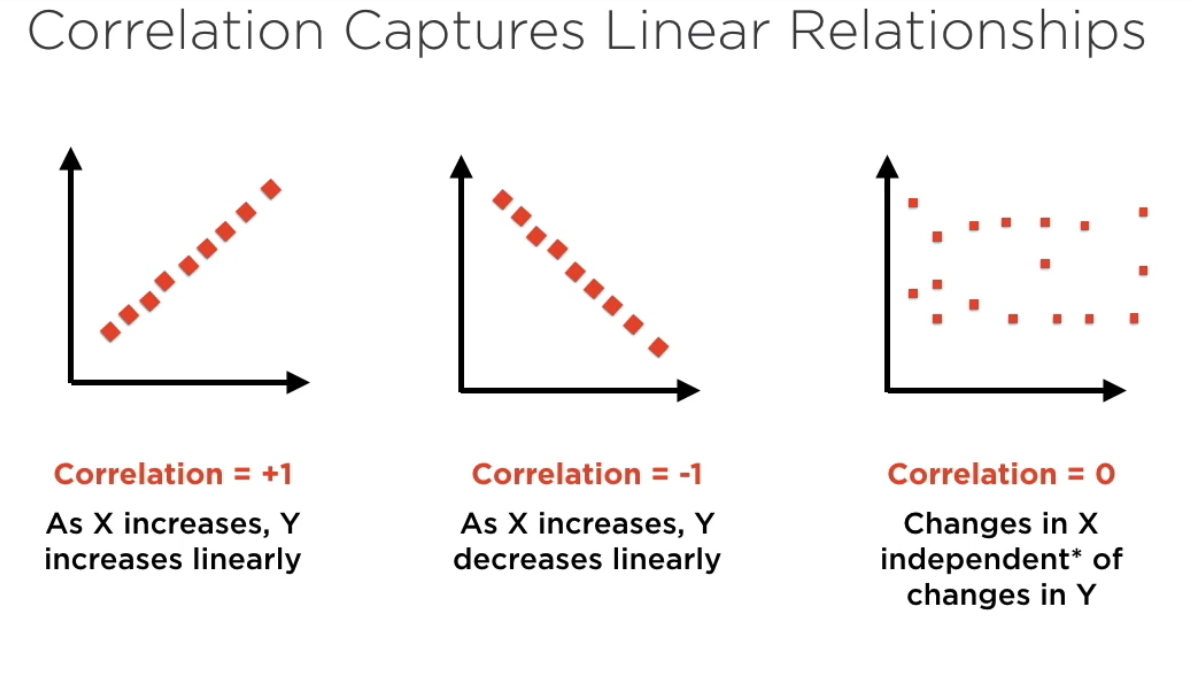 Correlation Captures Linear Relationships
Correlation = +1
As X increases, Y
increases linearly
Correlation = -1
As X increases, Y
decreases linearly
Correlation = 0
Changes in X
independent* of
changes in Y